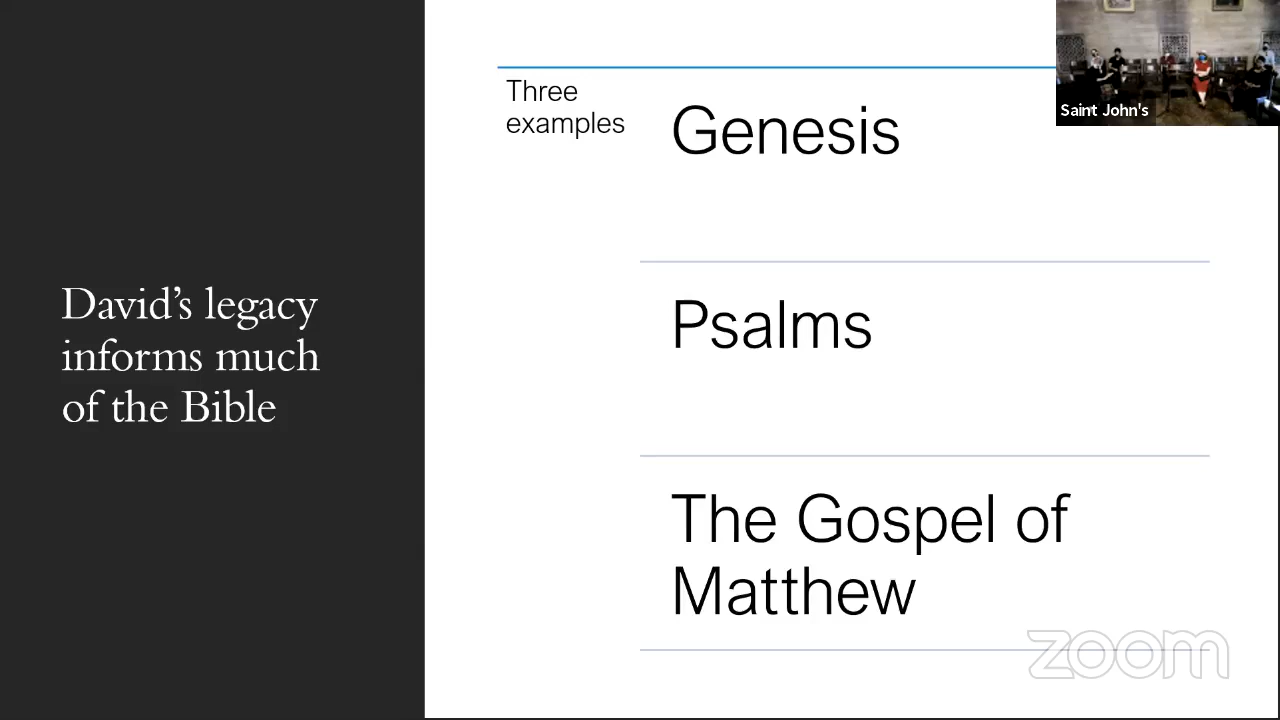 David’s legacy
informs much
of the Bible
Three
examples
Genesis
Psalms
The Gospel of
Matthew
Saint John's
zoom